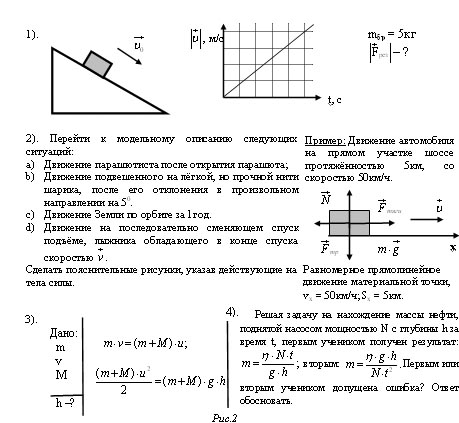 1).
υ₀
|υ|, м/с
t, с
m_бр = 5кг
|F_рез| – ?
2). Перейти к модельному описанию следующих
ситуаций:
a) Движение парашютиста после открытия парашюта;
b) Движение подвешенного на лёгкой, но прочной нити
шарика, после его отклонения в произвольном
направлении на 5⁰.
c) Движение Земли по орбите за 1 год.
d) Движение на последовательно сменяющем спуск
подъёме, лыжника обладающего в конце спуска
скоростью v .
Сделать пояснительные рисунки, указав действующие на
тела силы.
Пример: Движение автомобиля
на прямом участке шоссе
протяжённостью 5км, со
скоростью 50км/ч.
N
υ
F
F
m·g
x
Равномерное прямолинейное
движение материальной точки,
= 50км/ч; = 5км.
3).
Дано:
m
v
M
h –?
m·v=(m+M)·u;
(m+M)·u²/2=(m+M)·g·h
4). Решая задачу на нахождение массы нефти,
поднятой насосом мощностью N с глубины h за
время t, первым учеником получен результат:
m=η·N·t/g·h; вторым: m=η·g·h/N·t. Первым или
вторым учеником допущена ошибка? Ответ
обосновать.
Рис.2